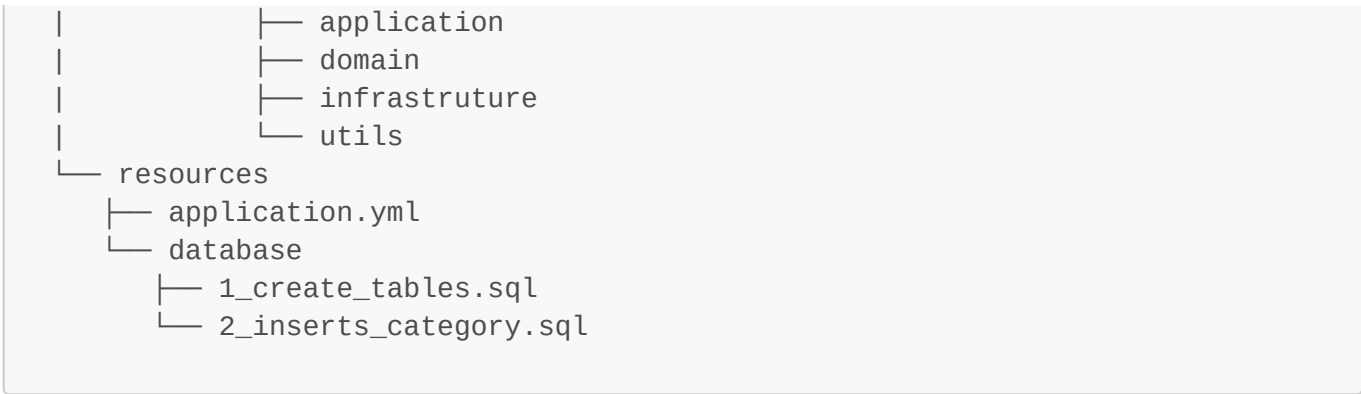 |           ├── application
|           ├── domain
|           ├── infrastruture
|           └── utils
└── resources
   ├── application.yml
   └── database
      ├── 1_create_tables.sql
      └── 2_inserts_category.sql